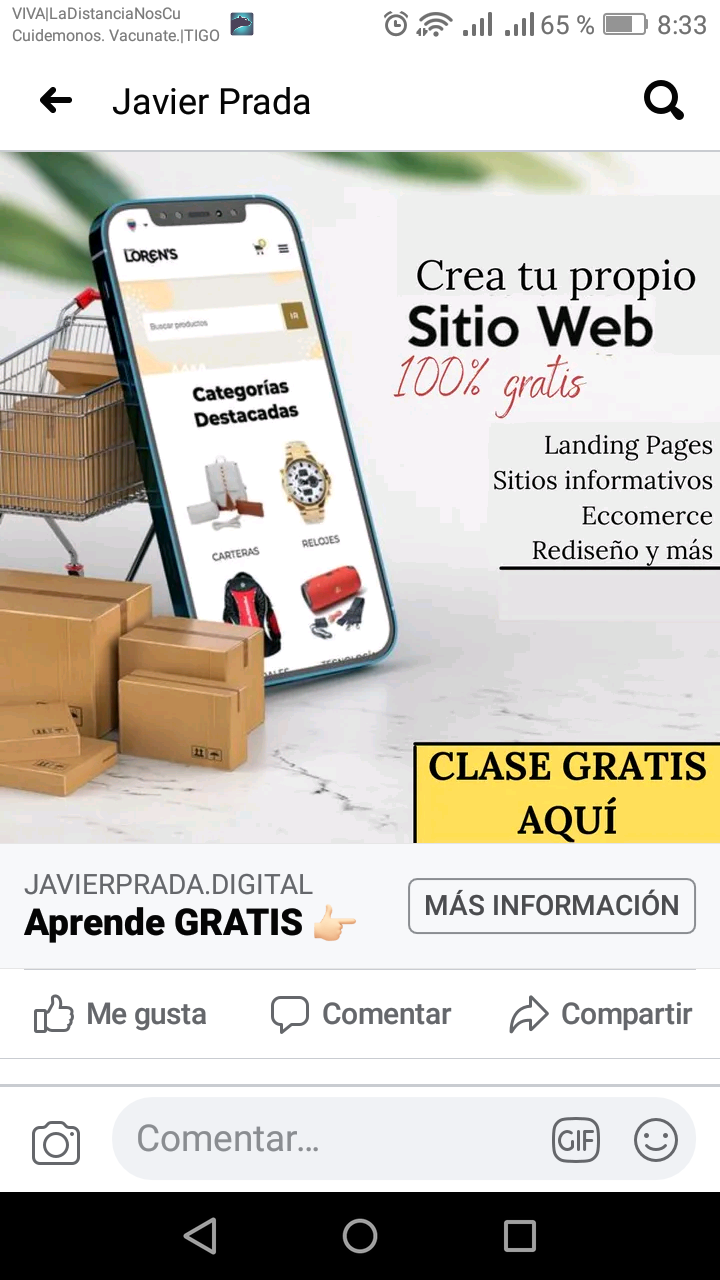 VIVA|LaDistanciaNosCu
Cuidemonos. Vacunate.|TIGO
65 %
8:33
Javier Prada
LOREN'S
Buscar productos
IR
Categorías
Destacadas
CARTERAS
RELOJES
Crea tu propio
Sitio Web
100% gratis
Landing Pages
Sitios informativos
Eccomerce
Rediseño y más
CLASE GRATIS
AQUÍ
JAVIERPRADA.DIGITAL
Aprende GRATIS 👉🏻
MÁS INFORMACIÓN
Me gusta
Comentar
Compartir
Comentar...
GIF